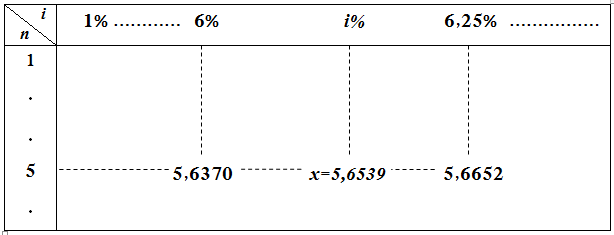 i
n
1% ........... 6% i% 6,25% ...............
1
.
.
5 5,6370 x=5,6539 5,6652
.